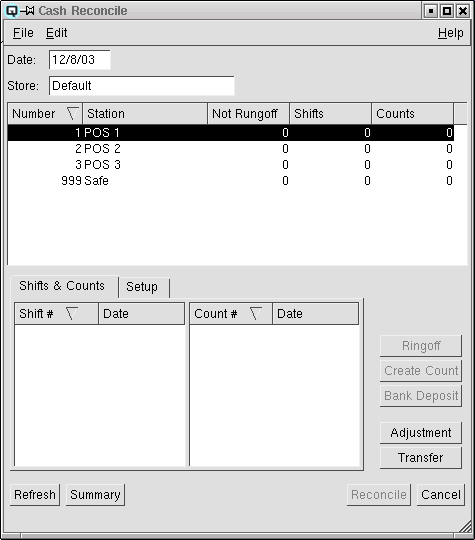 Cash Reconcile
File Edit Help
Date: 12/8/03
Store: Default
Number Station Not Rungoff Shifts Counts
1 POS 1 0 0 0
2 POS 2 0 0 0
3 POS 3 0 0 0
999 Safe 0 0 0
Shifts & Counts Setup
Shift # Date Count # Date
Ringoff
Create Count
Bank Deposit
Adjustment
Transfer
Refresh Summary Reconcile Cancel